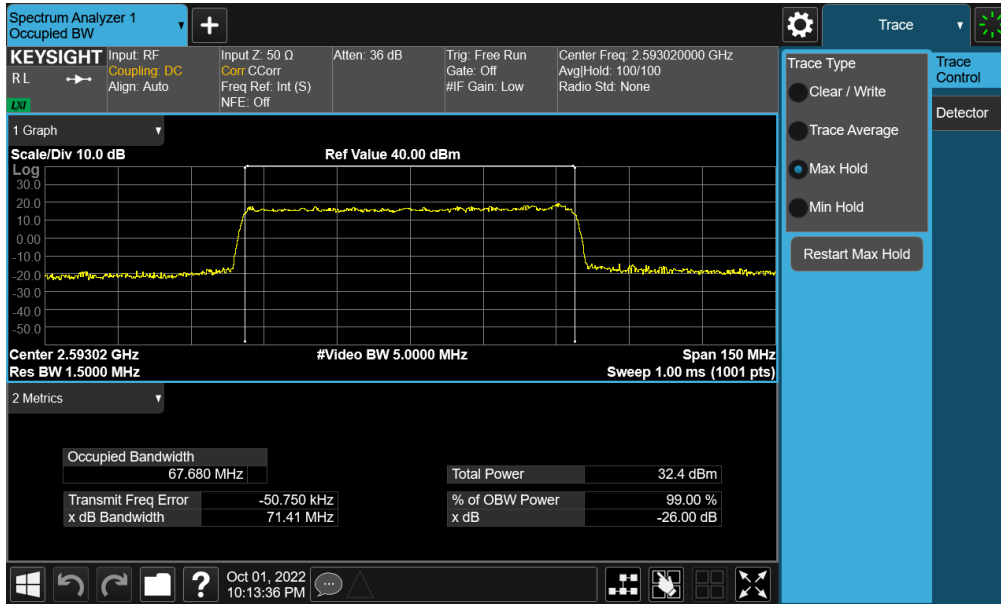 Spectrum Analyzer 1
Occupied BW
+
Trace
KEYSIGHT
R L
LXI
Input: RF
Coupling: DC
Align: Auto
Input Z: 50 Ω
Corr CCorr
Freq Ref: Int (S)
NFE: Off
Atten: 36 dB
Trig: Free Run
Gate: Off
#IF Gain: Low
Center Freq: 2.593020000 GHz
Avg|Hold: 100/100
Radio Std: None
Trace Type
Clear / Write
Trace Average
Max Hold
Min Hold
Restart Max Hold
Trace
Control
Detector
1 Graph
Scale/Div 10.0 dB
Ref Value 40.00 dBm
Log
30.0
20.0
10.0
0.00
-10.0
-20.0
-30.0
-40.0
-50.0
Center 2.59302 GHz
#Video BW 5.0000 MHz
Span 150 MHz
Res BW 1.5000 MHz
Sweep 1.00 ms (1001 pts)
2 Metrics
Occupied Bandwidth
67.680 MHz
Total Power 32.4 dBm
Transmit Freq Error -50.750 kHz
% of OBW Power 99.00 %
x dB Bandwidth 71.41 MHz
x dB -26.00 dB
?
Oct 01, 2022
10:13:36 PM